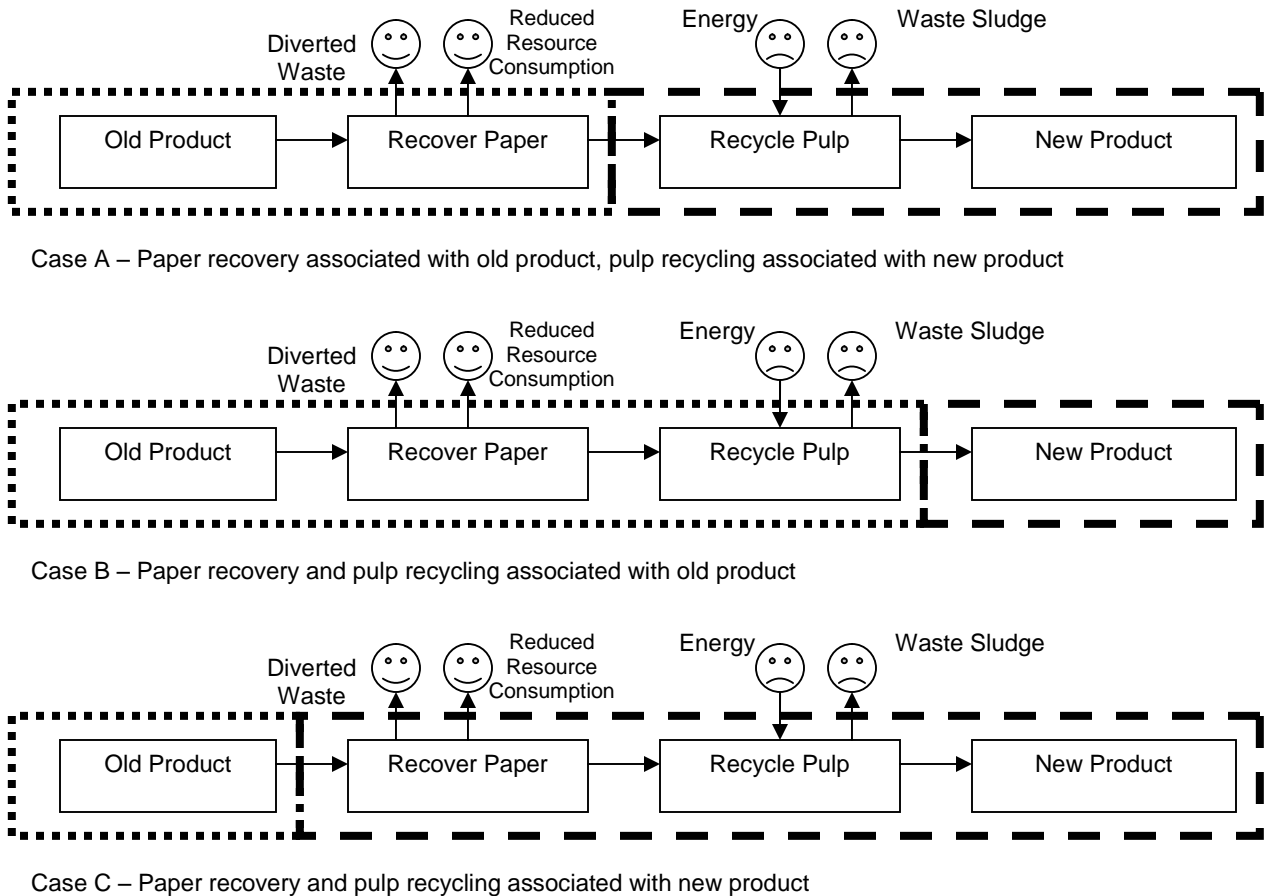 Diverted
Waste
Reduced
Resource
Consumption
Energy
Waste Sludge
Old Product
Recover Paper
Recycle Pulp
New Product
Case A – Paper recovery associated with old product, pulp recycling associated with new product
Diverted
Waste
Reduced
Resource
Consumption
Energy
Waste Sludge
Old Product
Recover Paper
Recycle Pulp
New Product
Case B – Paper recovery and pulp recycling associated with old product
Diverted
Waste
Reduced
Resource
Consumption
Energy
Waste Sludge
Old Product
Recover Paper
Recycle Pulp
New Product
Case C – Paper recovery and pulp recycling associated with new product